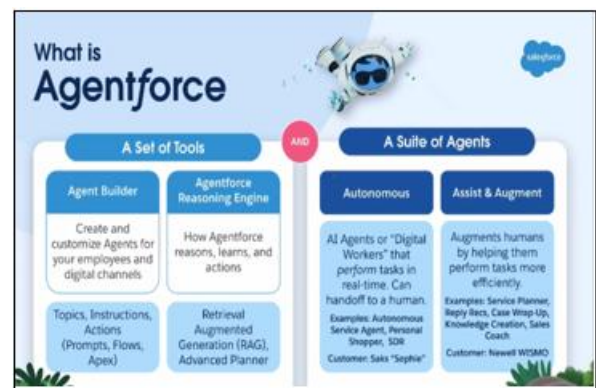 What is
Agentforce
salesforce
A Set of Tools
AND
A Suite of Agents
Agent Builder
Create and
customize Agents for
your employees and
digital channels
Topics, Instructions,
Actions
(Prompts, Flows,
Apex)
Agentforce
Reasoning Engine
How Agentforce
reasons, learns, and
actions
Retrieval
Augmented
Generation (RAG),
Advanced Planner
Autonomous
AI Agents or "Digital
Workers" that
perform tasks in
real-time. Can
handoff to a human.
Examples: Autonomous
Service Agent, Personal
Shopper, SDR
Customer: Saks "Sophie"
Assist & Augment
Augments humans
by helping them
perform tasks more
efficiently.
Examples: Service Planner,
Reply Recs, Case Wrap-Up,
Knowledge Creation, Sales
Coach
Customer: Newell WISMO